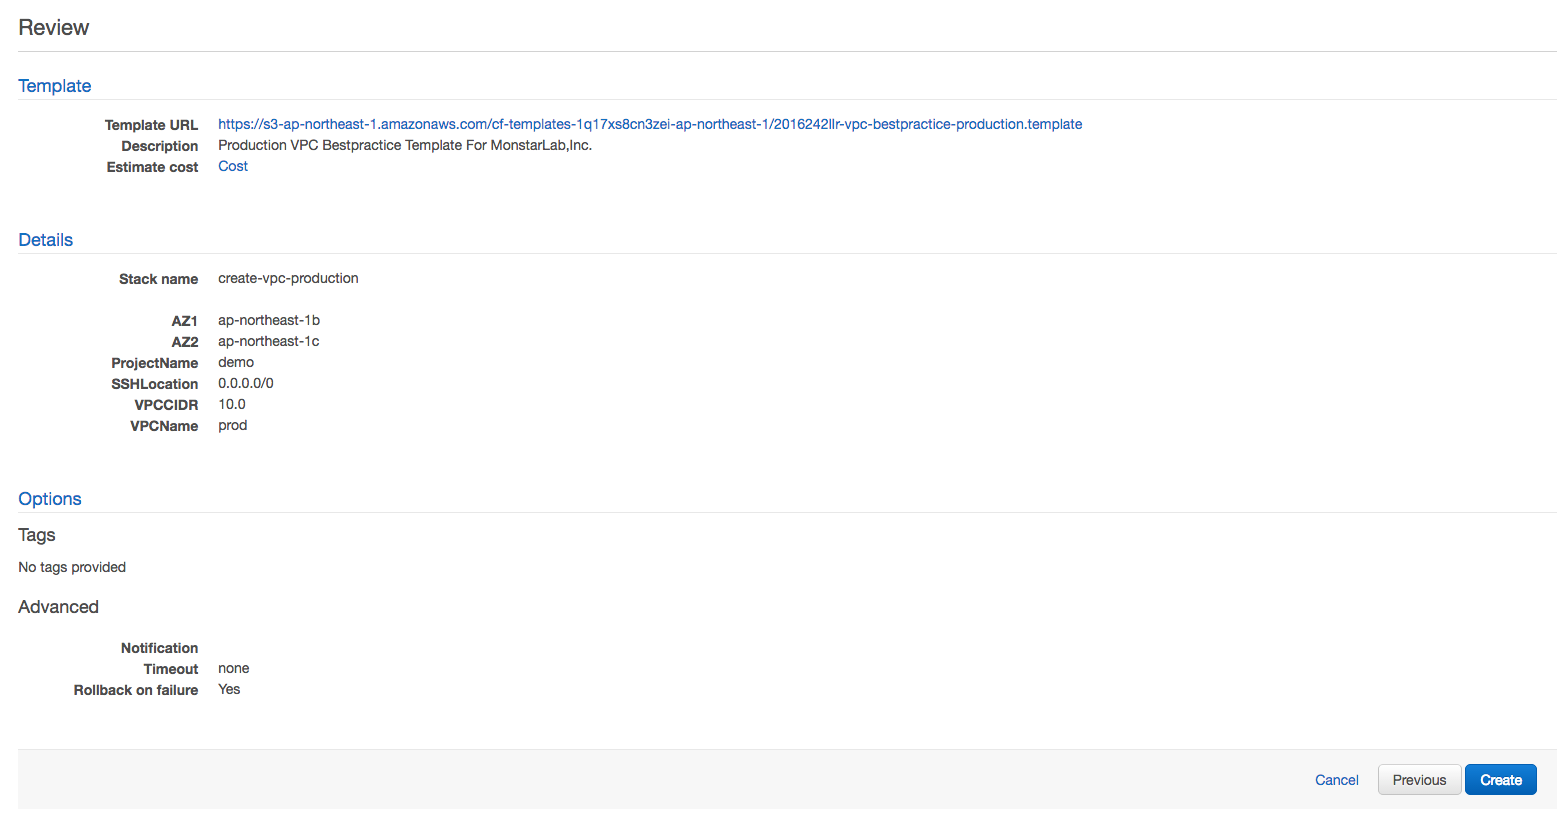 Review
Template
Template URL https://s3-ap-northeast-1.amazonaws.com/cf-templates-1q17xs8cn3zei-ap-northeast-1/2016242llr-vpc-bestpractice-production.template
Description Production VPC Bestpractice Template For MonstarLab,Inc.
Estimate cost Cost
Details
Stack name create-vpc-production
AZ1 ap-northeast-1b
AZ2 ap-northeast-1c
ProjectName demo
SSHLocation 0.0.0.0/0
VPCCIDR 10.0
VPCName prod
Options
Tags
No tags provided
Advanced
Notification
Timeout none
Rollback on failure Yes
Cancel Previous Create